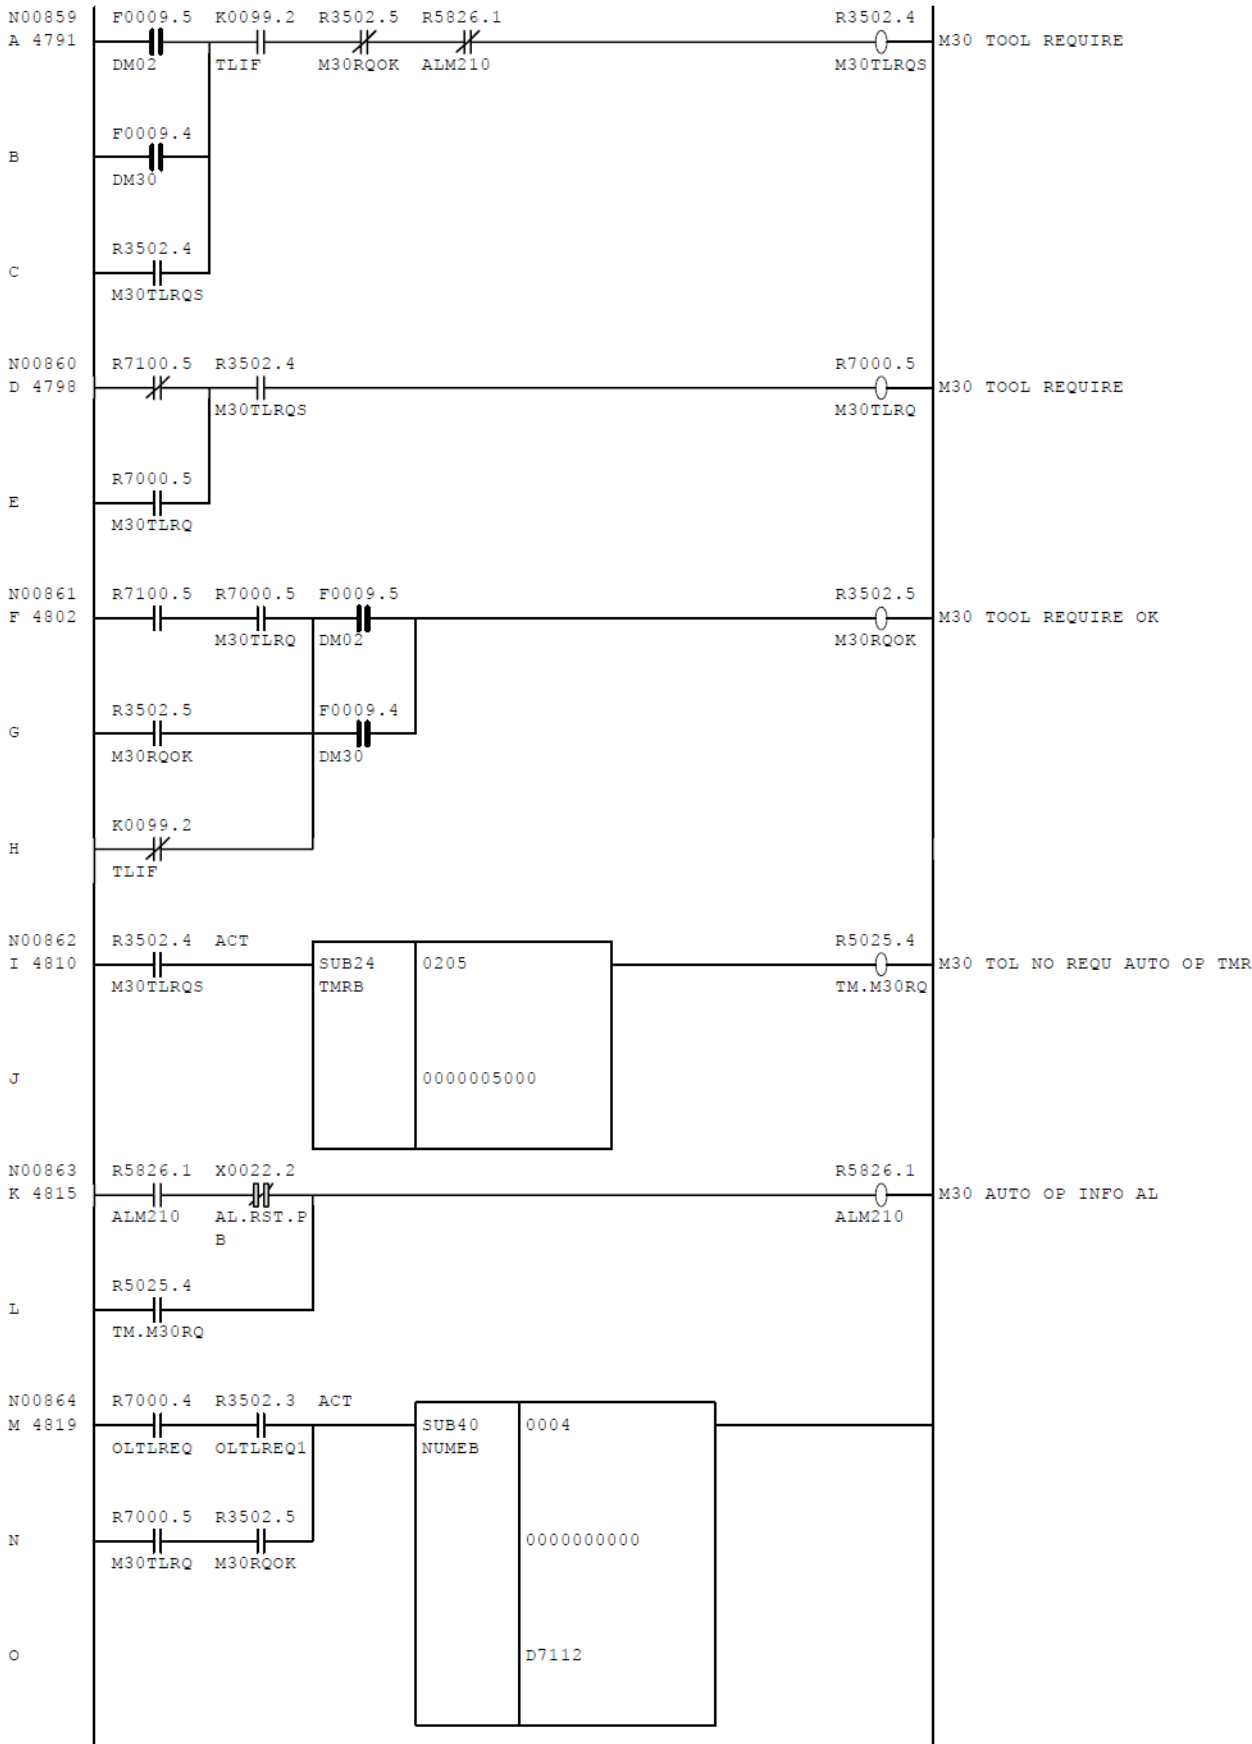 N00859 F0009.5 K0099.2 R3502.5 R5826.1 R3502.4
A 4791 M30 TOOL REQUIRE
DM02 TLIF M30RQOK ALM210 M30TLRQS
F0009.4
B
DM30
R3502.4
C
M30TLRQS
N00860 R7100.5 R3502.4 R7000.5
D 4798 M30 TOOL REQUIRE
M30TLRQS M30TLRQ
R7000.5
E
M30TLRQ
N00861 R7100.5 R7000.5 F0009.5 R3502.5
F 4802 M30 TOOL REQUIRE OK
M30TLRQ DM02 M30RQOK
R3502.5 F0009.4
G
M30RQOK DM30
K0099.2
H
TLIF
N00862 R3502.4 ACT R5025.4
I 4810 SUB24 0205 M30 TOL NO REQU AUTO OP TMR
M30TLRQS TMRB TM.M30RQ
J 0000005000
N00863 R5826.1 X0022.2 R5826.1
K 4815 M30 AUTO OP INFO AL
ALM210 AL.RST.P ALM210
B
R5025.4
L
TM.M30RQ
N00864 R7000.4 R3502.3 ACT
M 4819 SUB40 0004
OLTLREQ OLTLREQ1 NUMEB
R7000.5 R3502.5
N 0000000000
M30TLRQ M30RQOK
O D7112